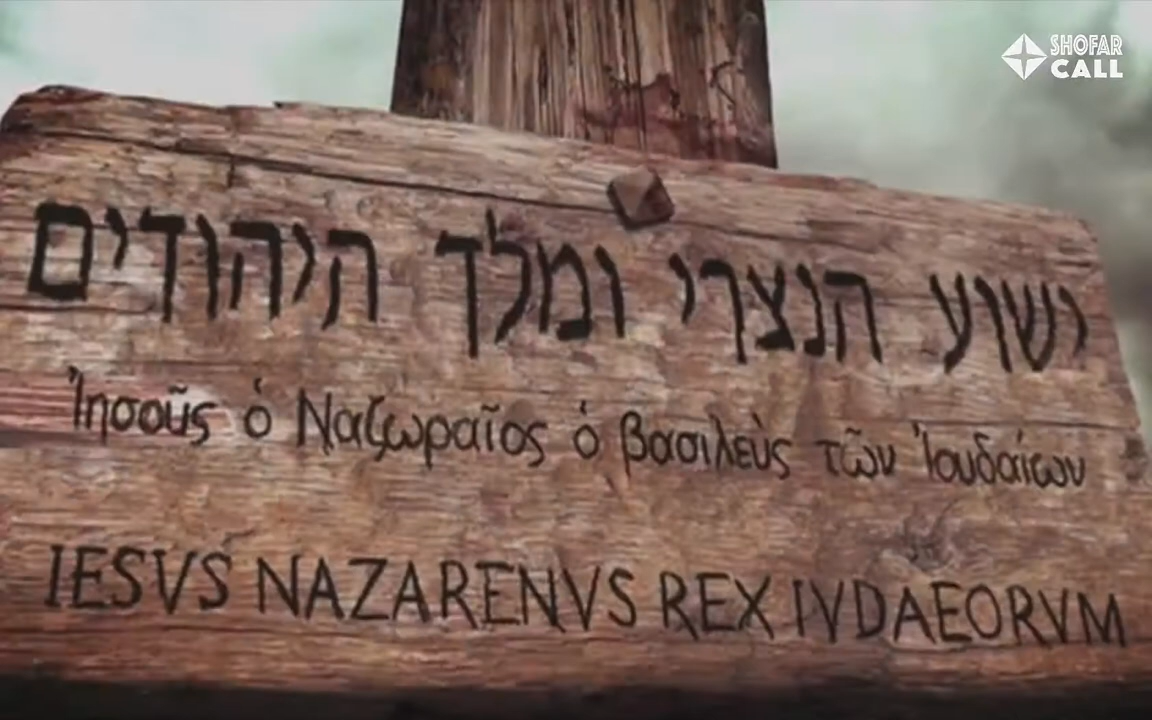 SHOFAR
CALL
ישוע הנצרי ומלך היהודים
Ἰησοῦς ὁ Ναζωραῖος ὁ βασιλεὺς τῶν Ἰουδαίων
IESVS NAZARENVS REX IVDAEORVM